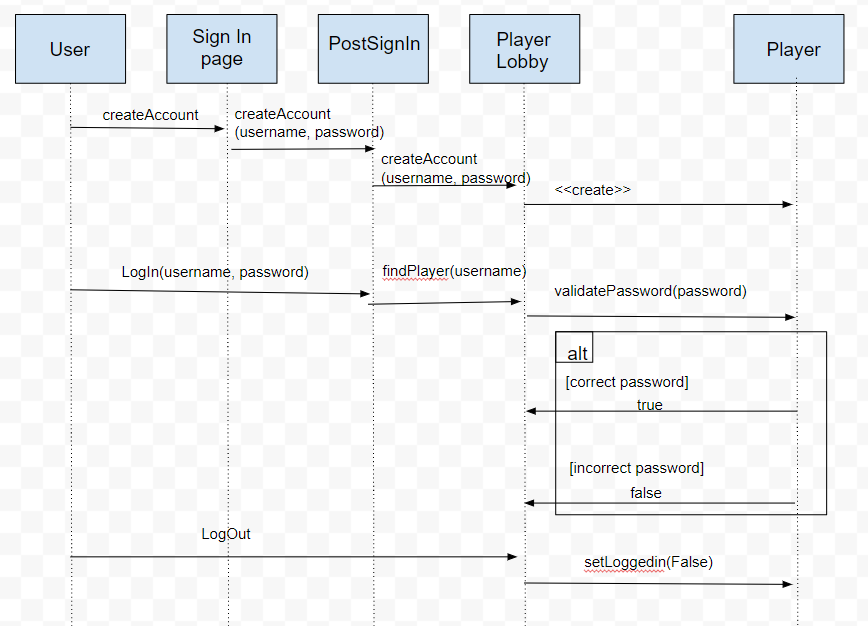 User
Sign In
page
PostSignIn
Player
Lobby
Player
createAccount
createAccount
(username, password)
createAccount
(username, password)
<<create>>
LogIn(username, password)
findPlayer(username)
validatePassword(password)
alt
[correct password]
true
[incorrect password]
false
LogOut
setLoggedin(False)